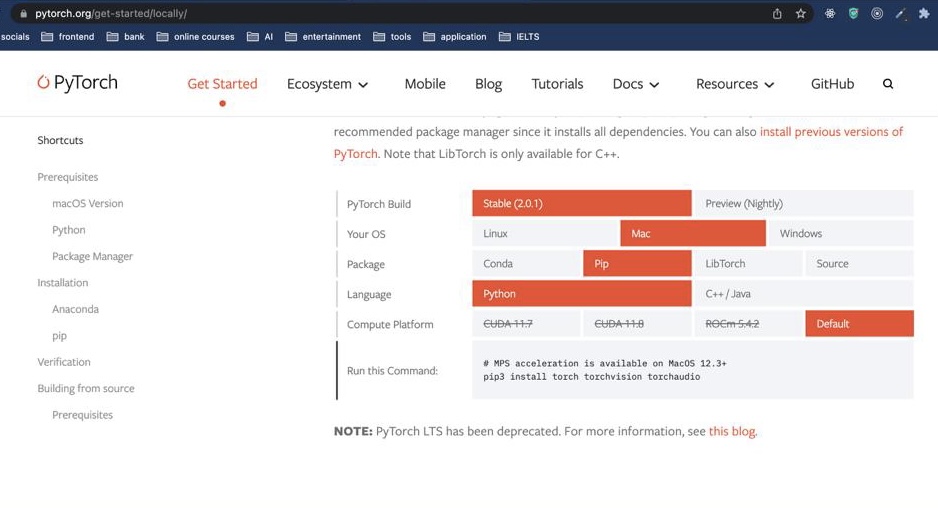 pytorch.org/get-started/locally/
socials frontend bank online courses AI entertainment tools application IELTS
PyTorch Get Started Ecosystem Mobile Blog Tutorials Docs Resources GitHub
Shortcuts
Prerequisites
macOS Version
Python
Package Manager
Installation
Anaconda
pip
Verification
Building from source
Prerequisites
recommended package manager since it installs all dependencies. You can also install previous versions of
PyTorch. Note that LibTorch is only available for C++.
PyTorch Build Stable (2.0.1) Preview (Nightly)
Your OS Linux Mac Windows
Package Conda Pip LibTorch Source
Language Python C++ / Java
Compute Platform CUDA 11.7 CUDA 11.8 ROCm 5.4.2 Default
Run this Command:
# MPS acceleration is available on MacOS 12.3+
pip3 install torch torchvision torchaudio
NOTE: PyTorch LTS has been deprecated. For more information, see this blog.